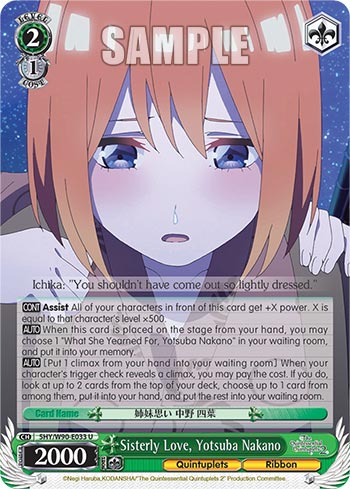 LEVEL
2
1
COST
SAMPLE
Ichika: "You shouldn't have come out so lightly dressed."
CONT Assist All of your characters in front of this card get +X power. X is
equal to that character's level ×500.
AUTO When this card is placed on the stage from your hand, you may
choose 1 "What She Yearned For, Yotsuba Nakano" in your waiting room,
and put it into your memory.
AUTO [Put 1 climax from your hand into your waiting room] When your
character's trigger check reveals a climax, you may pay the cost. If you do,
look at up to 2 cards from the top of your deck, choose up to 1 card from
among them, put it into your hand, and put the rest into your waiting room.
Card Name 姉妹思い 中野 四葉
CH 5HY/W90-E033 U
Sisterly Love, Yotsuba Nakano
POWER
2000
Quintuplets Ribbon
©Negi Haruba,KODANSHA/"The Quintessential Quintuplets 2" Production Committee.